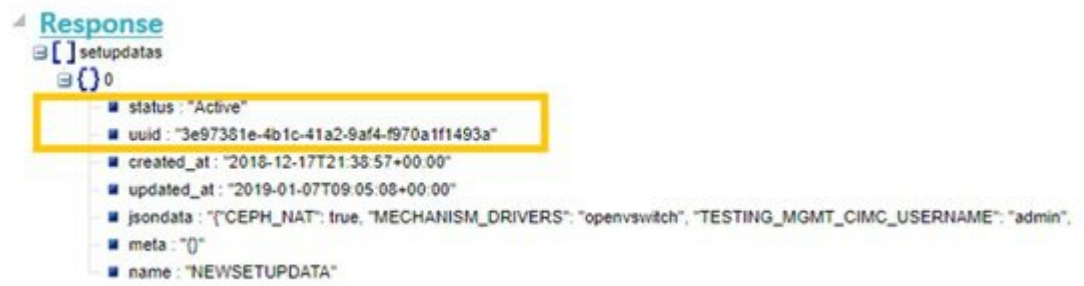 Response
[ ] setupdatas
{} 0
status : "Active"
uuid : "3e97381e-4b1c-41a2-9af4-f970a1f1493a"
created_at : "2018-12-17T21:38:57+00:00"
updated_at : "2019-01-07T09:05:08+00:00"
jsondata : "{"CEPH_NAT": true, "MECHANISM_DRIVERS": "openvswitch", "TESTING_MGMT_CIMC_USERNAME": "admin",
meta : "{}"
name : "NEWSETUPDATA"